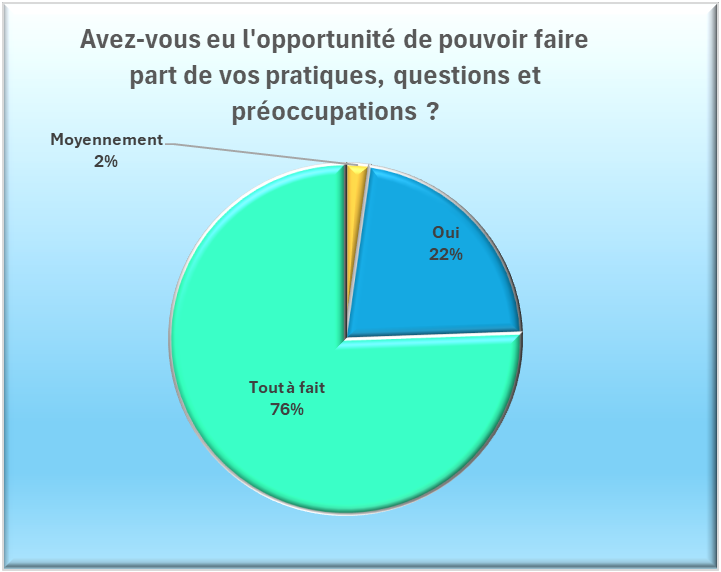 Avez-vous eu l'opportunité de pouvoir faire
part de vos pratiques, questions et
préoccupations ?
Moyennement
2%
Oui
22%
Tout à fait
76%